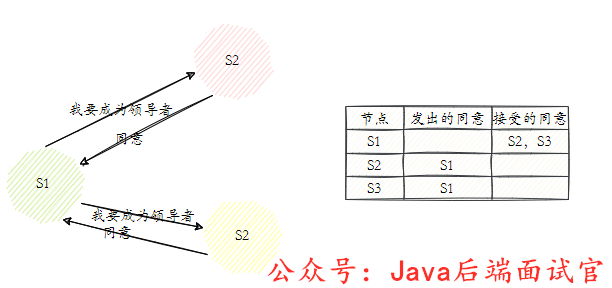 S2
我要成为领导者
同意
S1
我要成为领导者
同意
S2
节点 发出的同意 接受的同意
S1 S2, S3
S2 S1
S3 S1
公众号：Java后端面试官